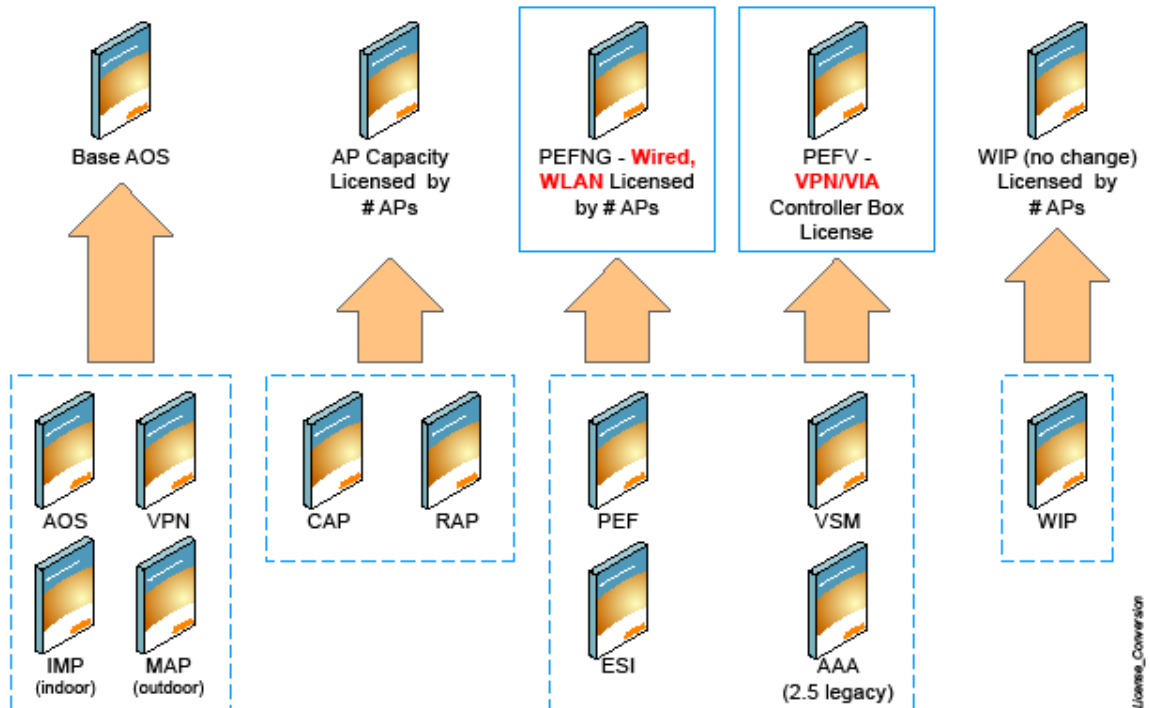 Base AOS
AP Capacity
Licensed by
# APs
PEFNG - Wired,
WLAN Licensed
by # APs
PEFV -
VPN/VIA
Controller Box
License
WIP (no change)
Licensed by
# APs
AOS
VPN
IMP
(indoor)
MAP
(outdoor)
CAP
RAP
PEF
VSM
ESI
AAA
(2.5 legacy)
WIP
License_Conversion